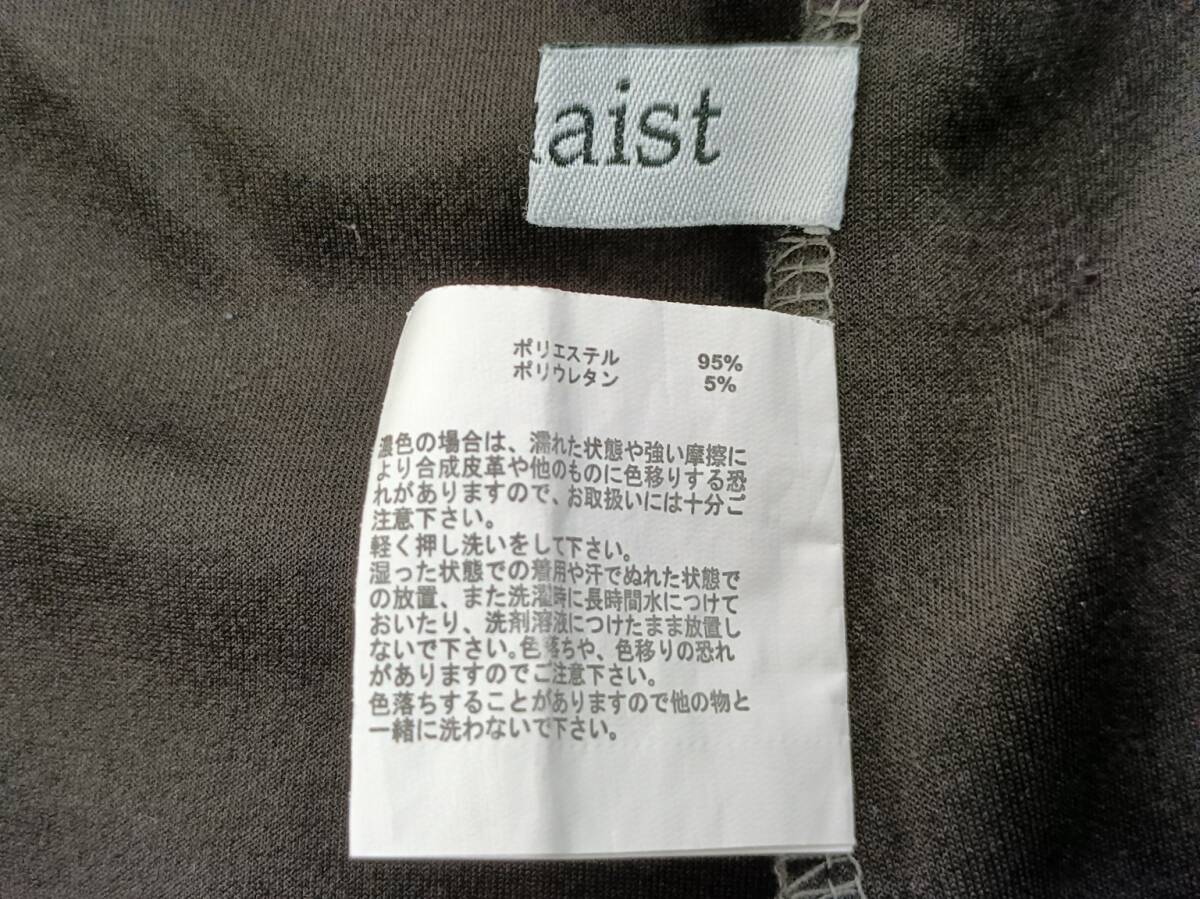 aist
ポリエステル 95%
ポリウレタン 5%
濃色の場合は、濡れた状態や強い摩擦に
より合成皮革や他のものに色移りする恐
れがありますので、お取扱いには十分ご
注意下さい。
軽く押し洗いをして下さい。
湿った状態での着用や汗でぬれた状態で
の放置、また洗濯時に長時間水につけて
おいたり、洗剤溶液につけたまま放置し
ないで下さい。色落ちや、色移りの恐れ
がありますのでご注意下さい。
色落ちすることがありますので他の物と
一緒に洗わないで下さい。